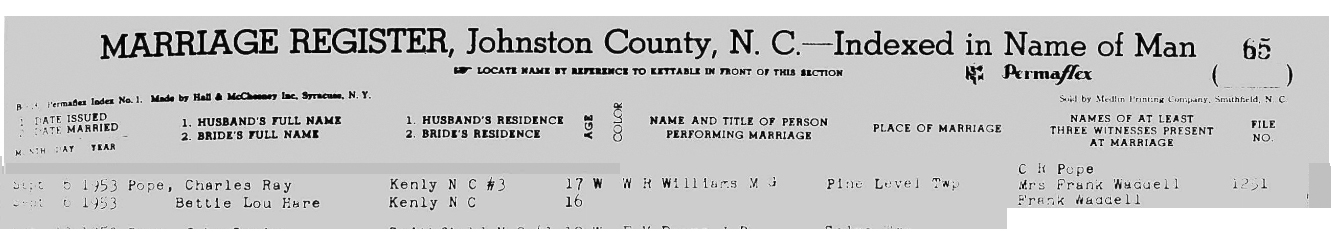 MARRIAGE REGISTER, Johnston County, N. C.—Indexed in Name of Man 65
LOCATE NAME BY REFERENCE TO KEYTABLE IN FRONT OF THIS SECTION
Permaflex ( )
Permaflex Index No. 1. Made by Hall & McChesney Inc, Syracuse, N. Y.
Sold by Medlin Printing Company, Smithfield, N. C.
DATE ISSUED
DATE MARRIED
MONTH DAY YEAR
1. HUSBAND'S FULL NAME
2. BRIDE'S FULL NAME
1. HUSBAND'S RESIDENCE
2. BRIDE'S RESIDENCE
AGE
COLOR
NAME AND TITLE OF PERSON
PERFORMING MARRIAGE
PLACE OF MARRIAGE
NAMES OF AT LEAST
THREE WITNESSES PRESENT
AT MARRIAGE
FILE
NO.
C R Pope
Sept 1953 Pope, Charles Ray Kenly N C #3 17 W W R Williams M G Pine Level Twp Mrs Frank Waddell
Sept 6 1953 Bettie Lou Hare Kenly N C 16 Frank Waddell